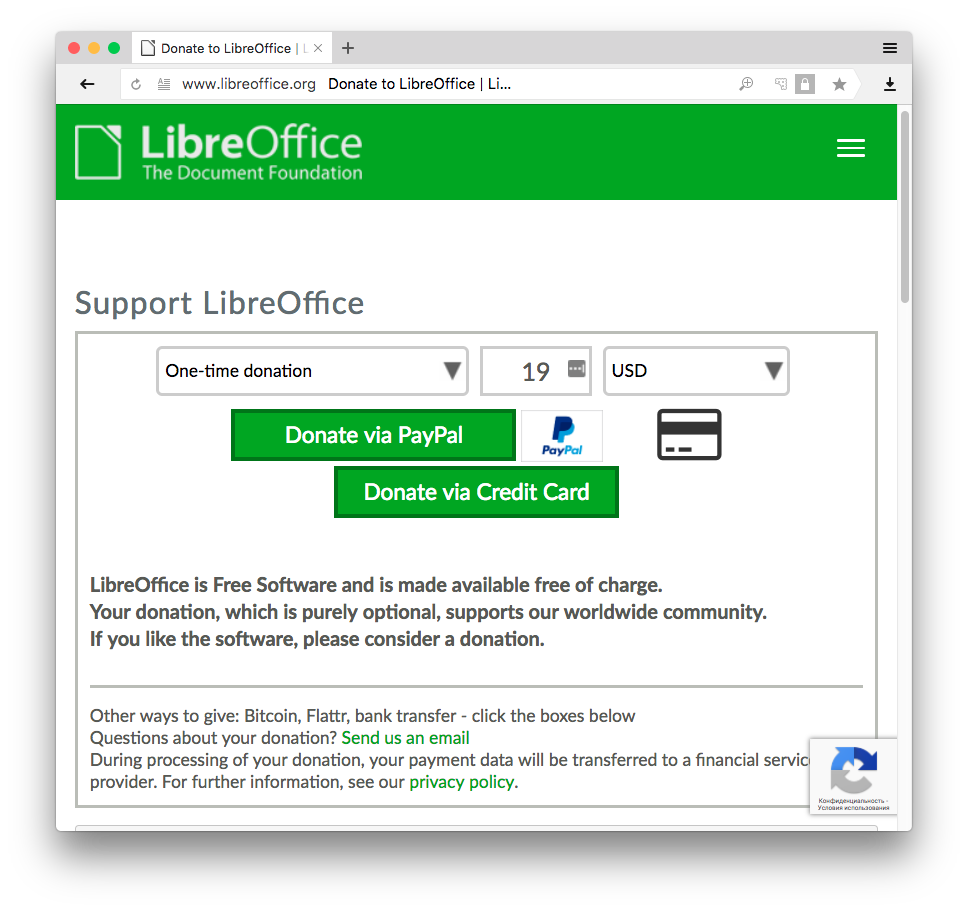 Donate to LibreOffice | L
www.libreoffice.org Donate to LibreOffice | Li...
LibreOffice
The Document Foundation
Support LibreOffice
One-time donation 19 USD
Donate via PayPal PayPal
Donate via Credit Card
LibreOffice is Free Software and is made available free of charge.
Your donation, which is purely optional, supports our worldwide community.
If you like the software, please consider a donation.
Other ways to give: Bitcoin, Flattr, bank transfer - click the boxes below
Questions about your donation? Send us an email
During processing of your donation, your payment data will be transferred to a financial servic
provider. For further information, see our privacy policy.
Конфиденциальность -
Условия использования